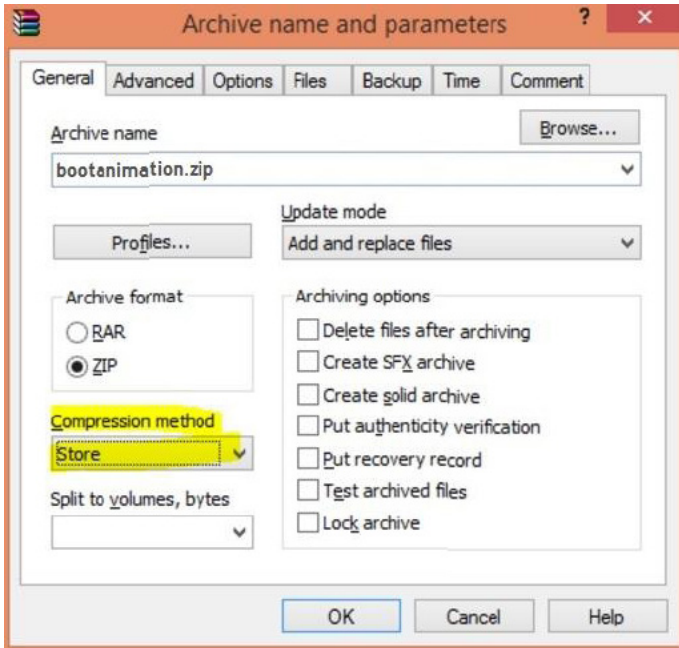 Archive name and parameters ? ×
General Advanced Options Files Backup Time Comment
Archive name
Browse...
bootanimation.zip
Update mode
Profiles...
Add and replace files
Archive format
RAR
ZIP
Archiving options
Delete files after archiving
Create SFX archive
Create solid archive
Put authenticity verification
Put recovery record
Test archived files
Lock archive
Compression method
Store
Split to volumes, bytes
OK Cancel Help